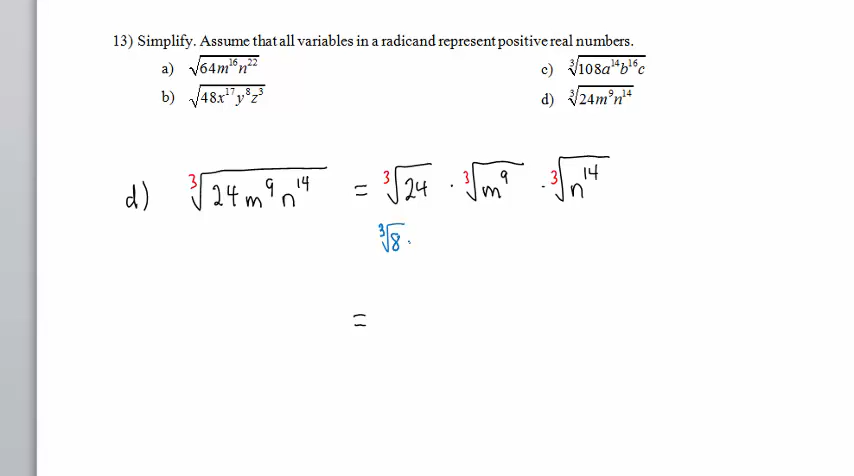 13) Simplify. Assume that all variables in a radicand represent positive real numbers.
a) √(64m¹⁶n²²)
c) ∛(108a¹⁴b¹⁶c)
b) √(48x¹⁷y⁸z³)
d) ∛(24m⁹n¹⁴)
d) ∛(24m⁹n¹⁴) = ∛24 · ∛m⁹ · ∛n¹⁴
∛8 ·
=